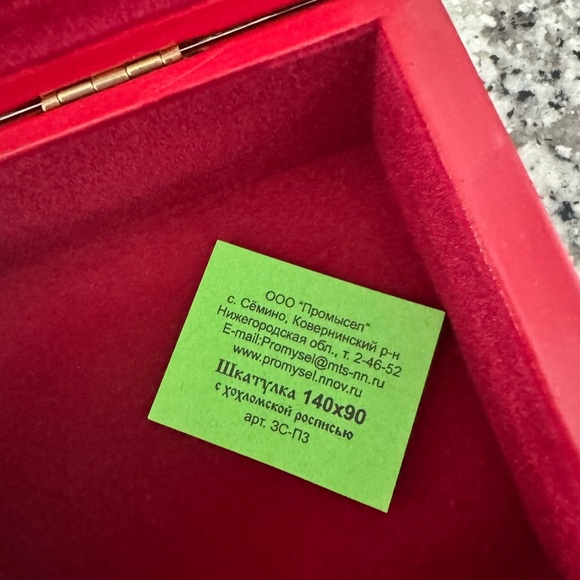 ООО "Промысел"
с. Сёмино, Ковернинский р-н
Нижегородская обл., т. 2-46-52
E-mail:Promysel@mts-nn.ru
www.promysel.nnov.ru
Шкатулка 140х90
с хохломской росписью
арт. ЗС-П3